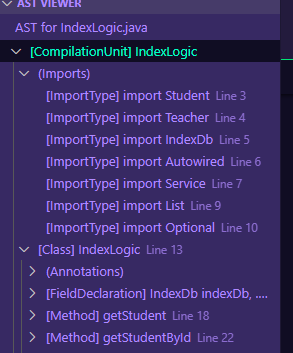 AST VIEWER
AST for IndexLogic.java
[CompilationUnit] IndexLogic
(Imports)
[ImportType] import Student Line 3
[ImportType] import Teacher Line 4
[ImportType] import IndexDb Line 5
[ImportType] import Autowired Line 6
[ImportType] import Service Line 7
[ImportType] import List Line 9
[ImportType] import Optional Line 10
[Class] IndexLogic Line 13
(Annotations)
[FieldDeclaration] IndexDb indexDb, ....
[Method] getStudent Line 18
[Method] getStudentById Line 22